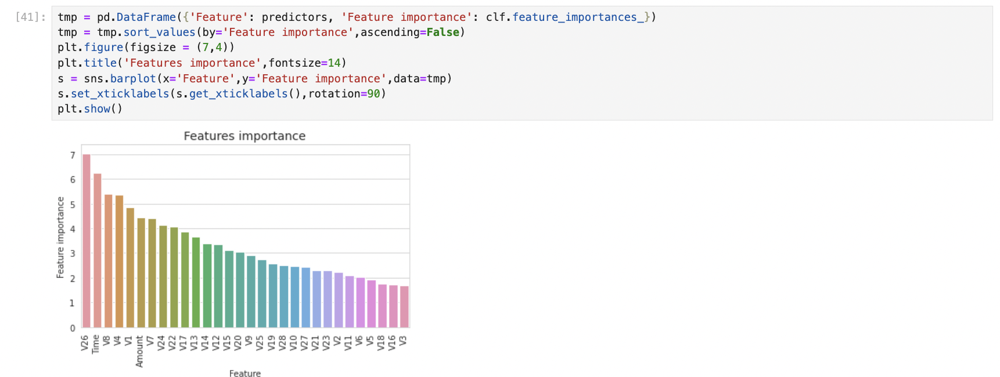 [41]:
tmp = pd.DataFrame({'Feature': predictors, 'Feature importance': clf.feature_importances_})
tmp = tmp.sort_values(by='Feature importance',ascending=False)
plt.figure(figsize = (7,4))
plt.title('Features importance',fontsize=14)
s = sns.barplot(x='Feature',y='Feature importance',data=tmp)
s.set_xticklabels(s.get_xticklabels(),rotation=90)
plt.show()
Features importance
Feature importance
7
6
5
4
3
2
1
0
V26
Time
V8
V4
V1
Amount
V7
V24
V22
V17
V13
V14
V12
V15
V20
V9
V25
V19
V28
V10
V27
V21
V23
V2
V11
V6
V5
V18
V16
V3
Feature